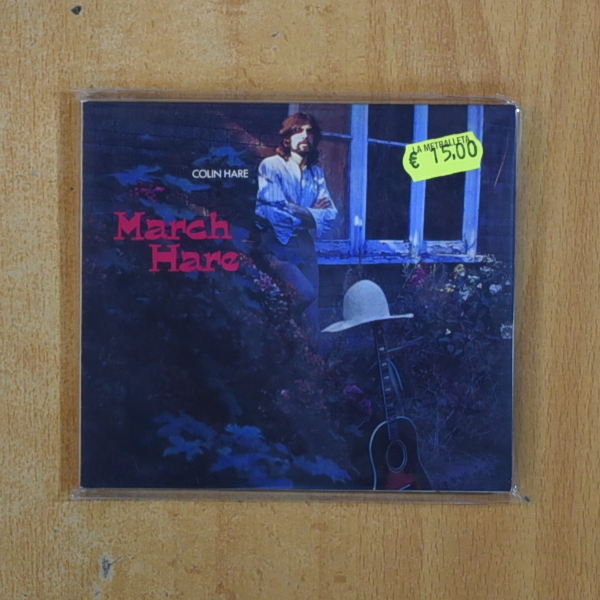 LA METRALLETA
€ 15.00
COLIN HARE
March
Hare